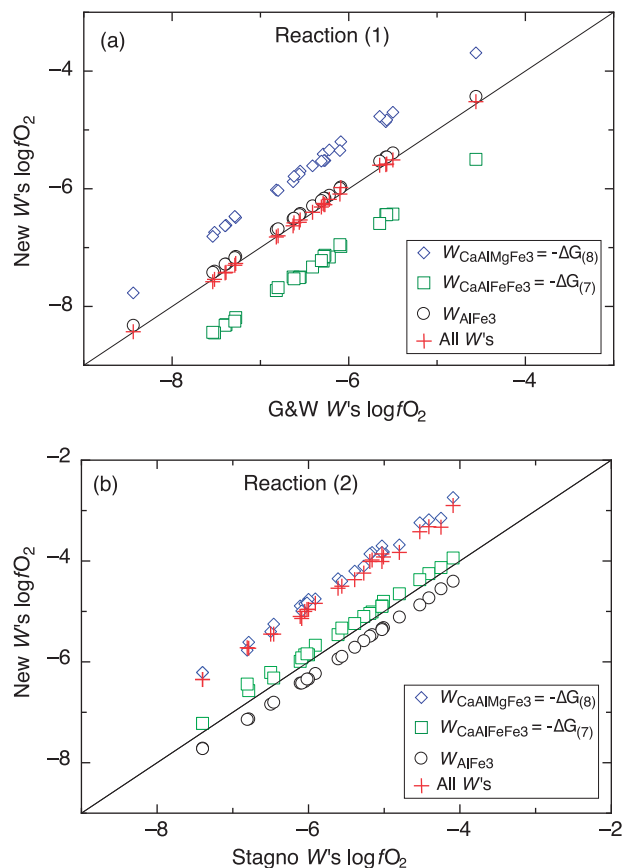 (a)
Reaction (1)
New W's logfO2
−4
−6
−8
WCaAlMgFe3 = -ΔG(8)
WCaAlFeFe3 = -ΔG(7)
WAlFe3
All W's
−8
−6
−4
−2
G&W W's logfO2
−2
(b)
Reaction (2)
New W's logfO2
−4
−6
−8
WCaAlMgFe3 = -ΔG(8)
WCaAlFeFe3 = -ΔG(7)
WAlFe3
All W's
−8
−6
−4
−2
Stagno W's logfO2